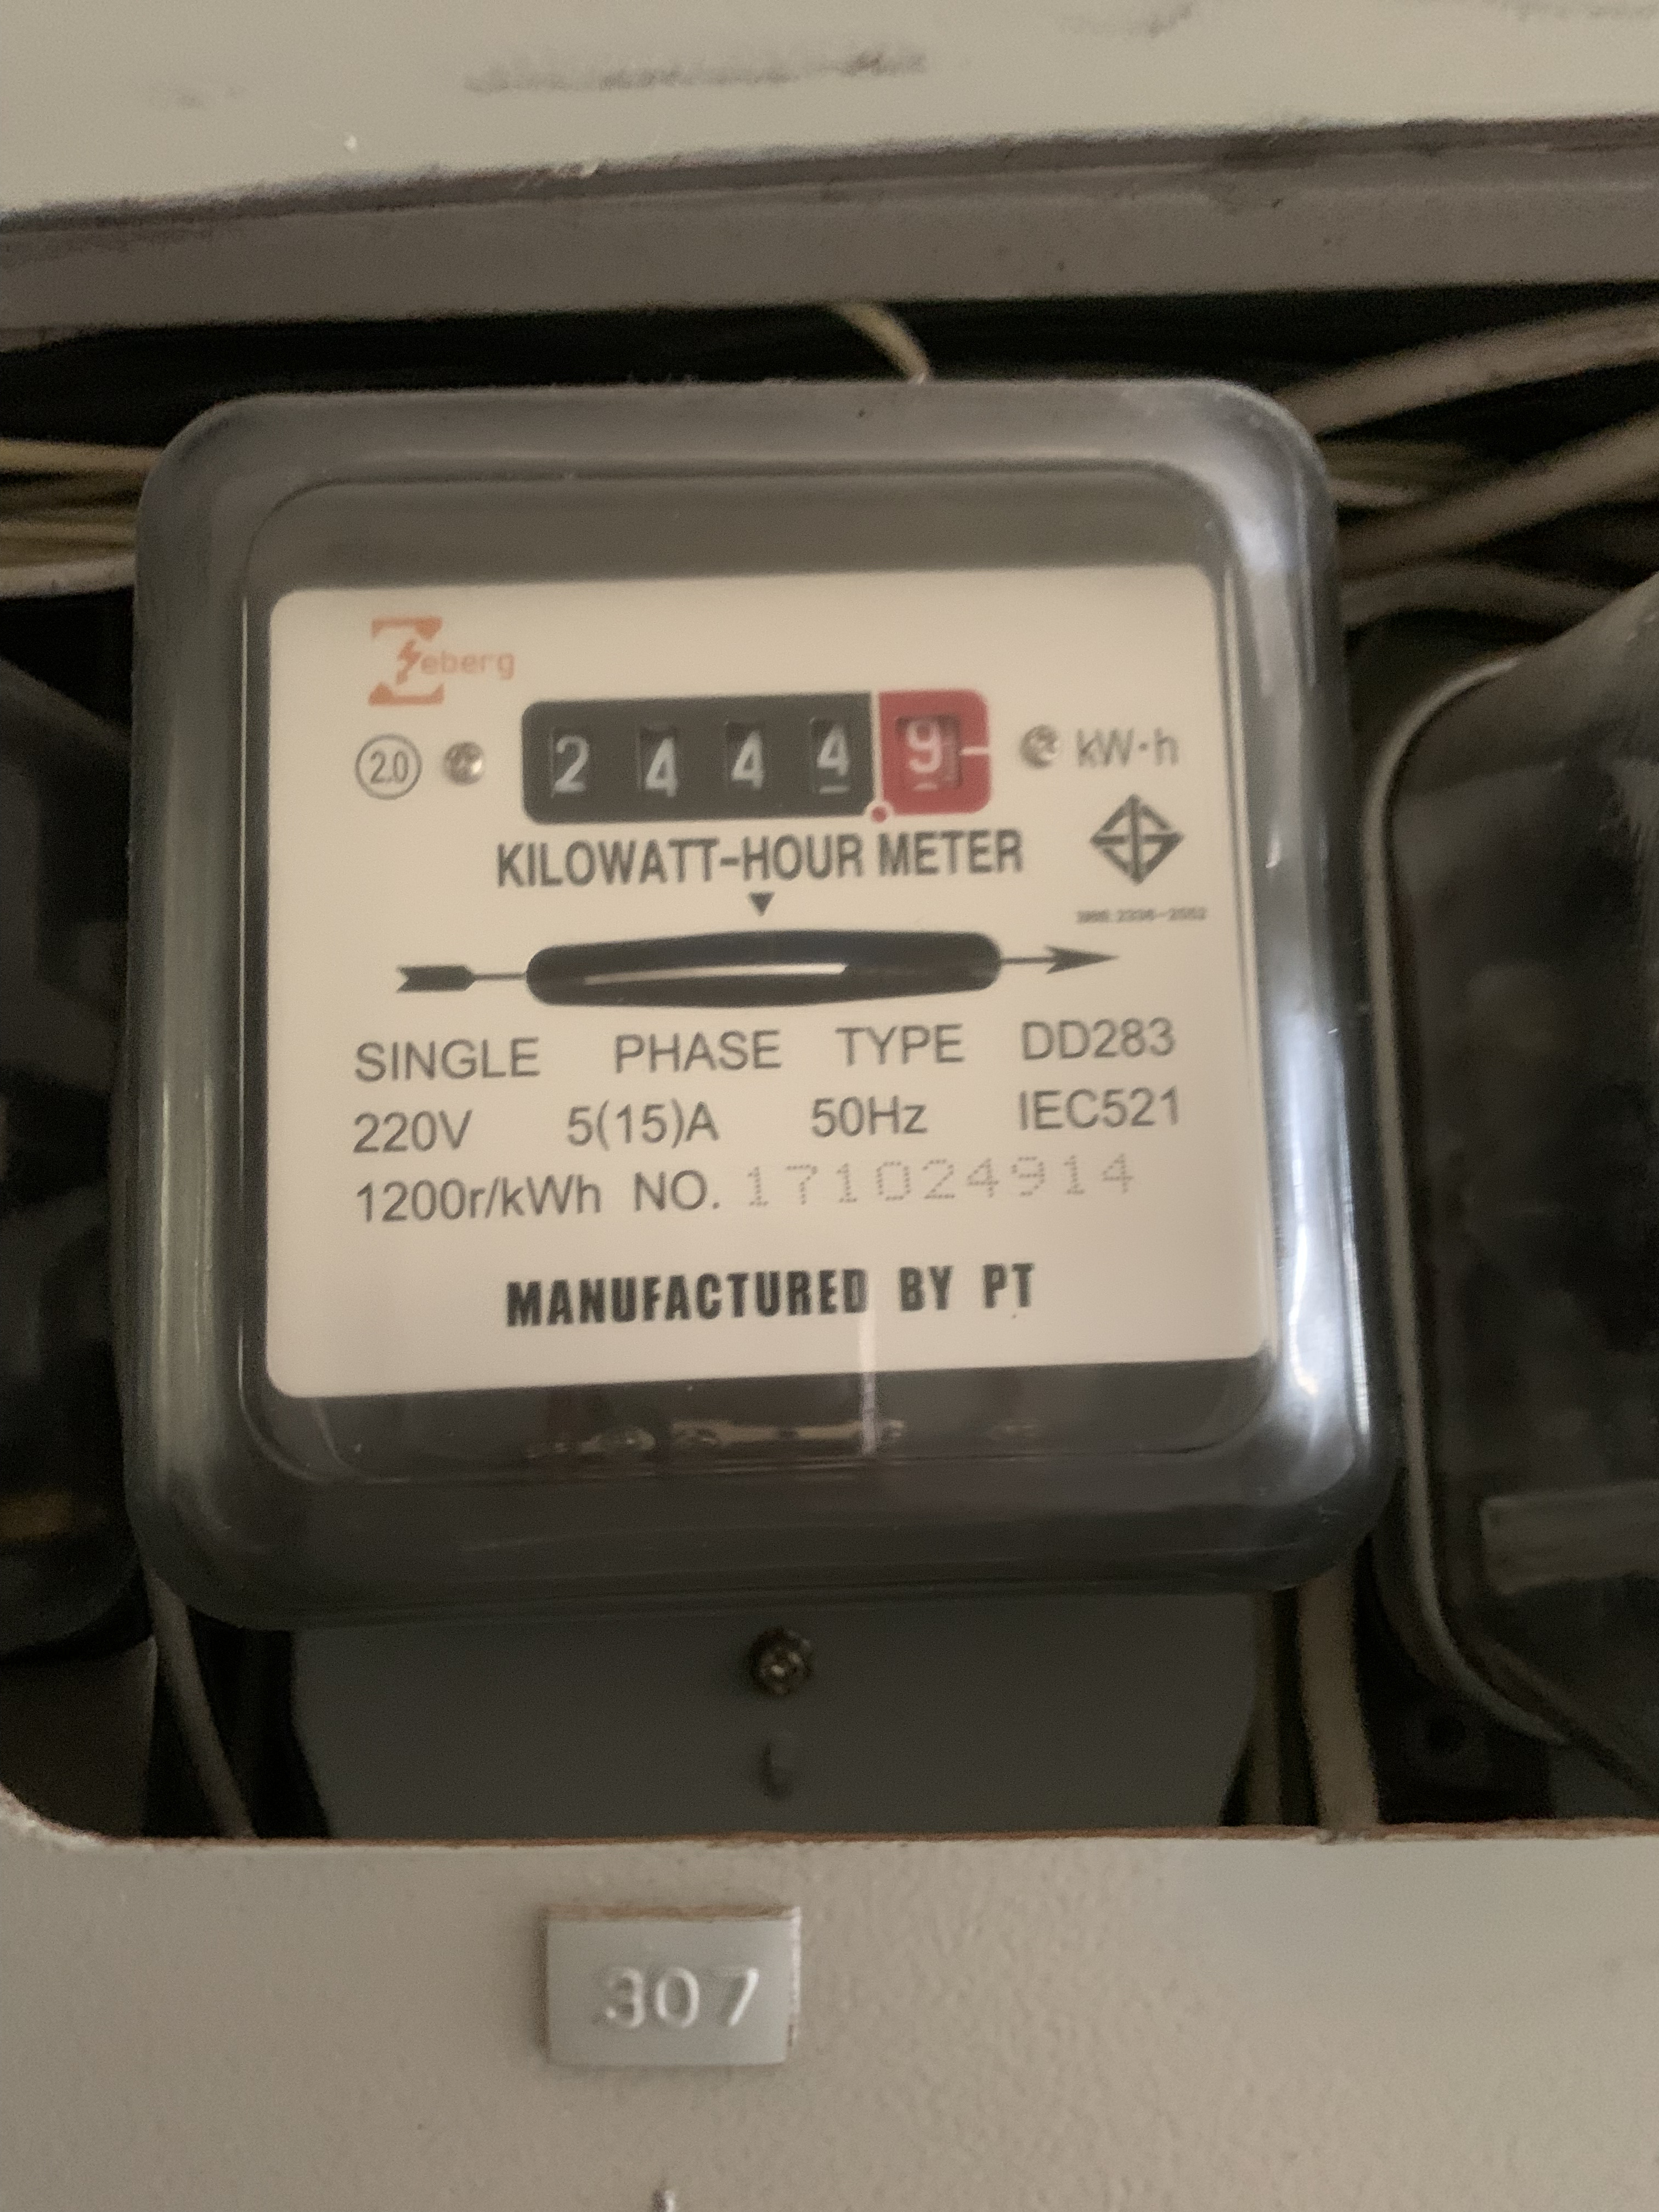 Zeberg
2.0 2 4 4 4 9 kW·h
KILOWATT-HOUR METER
SINGLE PHASE TYPE DD283
220V 5(15)A 50Hz IEC521
1200r/kWh NO. 171024914
MANUFACTURED BY PT
307